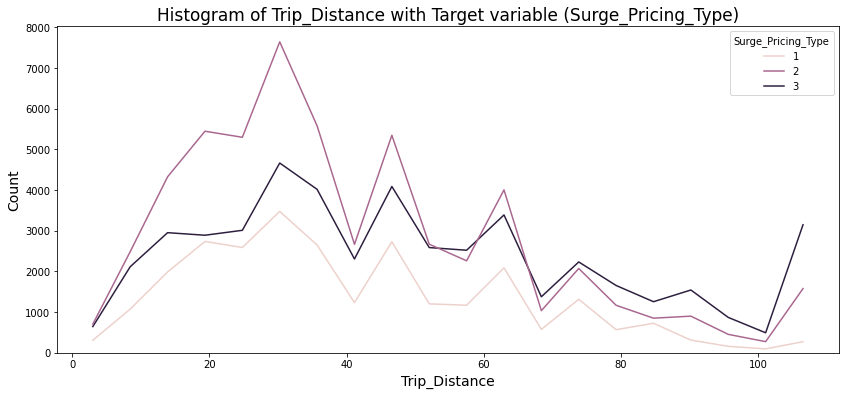 Histogram of Trip_Distance with Target variable (Surge_Pricing_Type)
8000
7000
6000
5000
4000
3000
2000
1000
0
Count
Surge_Pricing_Type
1
2
3
0 20 40 60 80 100
Trip_Distance